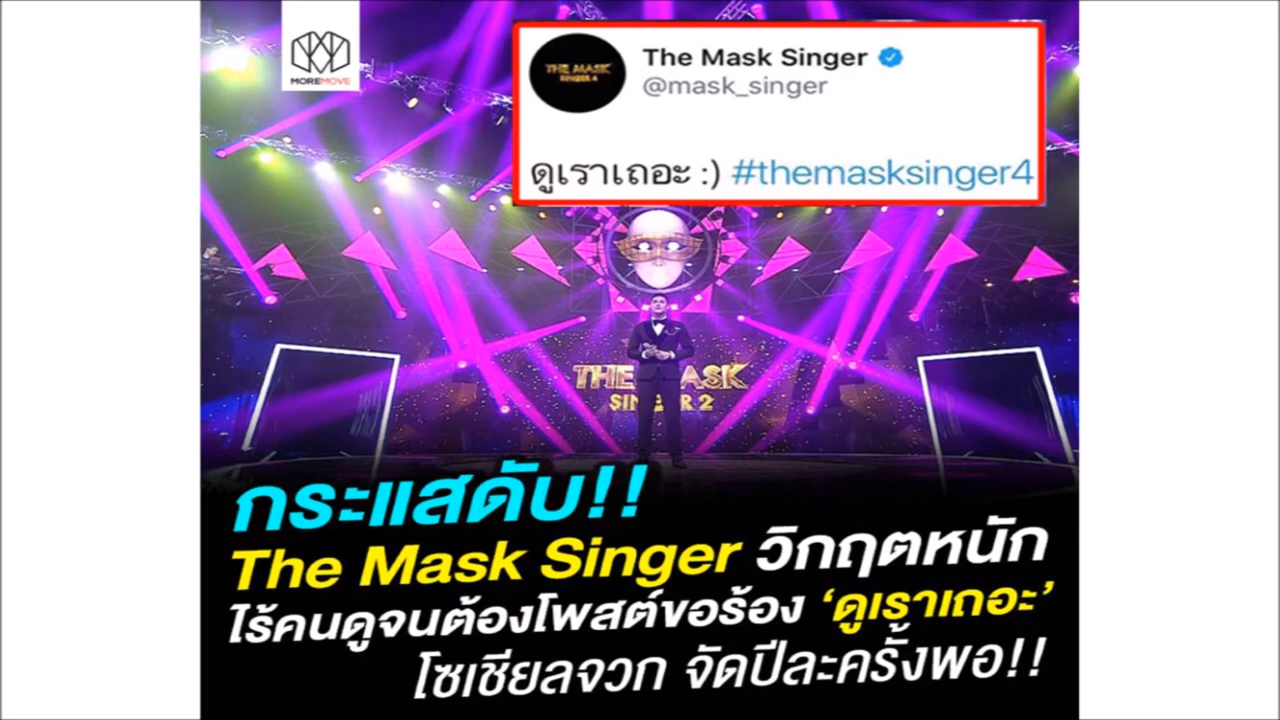 MOREMOVE
THE MASK
SINGER 4
The Mask Singer
@mask_singer
ดูเราเถอะ :) #themasksinger4
THE MASK
SINGER 2
กระแสดับ!!
The Mask Singer วิกฤตหนัก
ไร้คนดูจนต้องโพสต์ขอร้อง ‘ดูเราเถอะ’
โซเชียลจวก จัดปีละครั้งพอ!!